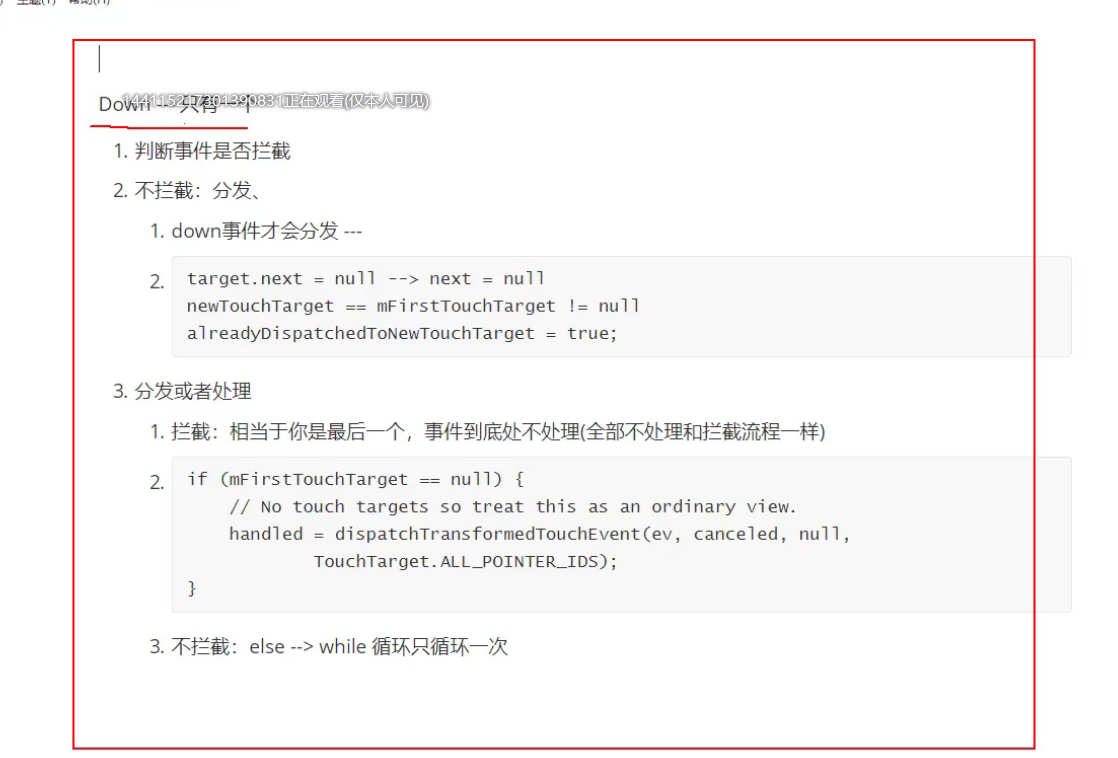 Down -- 只有一个
正在观看(仅本人可见)
1. 判断事件是否拦截
2. 不拦截：分发、
1. down事件才会分发 ---
2.
target.next = null --> next = null
newTouchTarget == mFirstTouchTarget != null
alreadyDispatchedToNewTouchTarget = true;
3. 分发或者处理
1. 拦截：相当于你是最后一个，事件到底处不处理(全部不处理和拦截流程一样)
2.
if (mFirstTouchTarget == null) {
// No touch targets so treat this as an ordinary view.
handled = dispatchTransformedTouchEvent(ev, canceled, null,
TouchTarget.ALL_POINTER_IDS);
}
3. 不拦截：else --> while 循环只循环一次